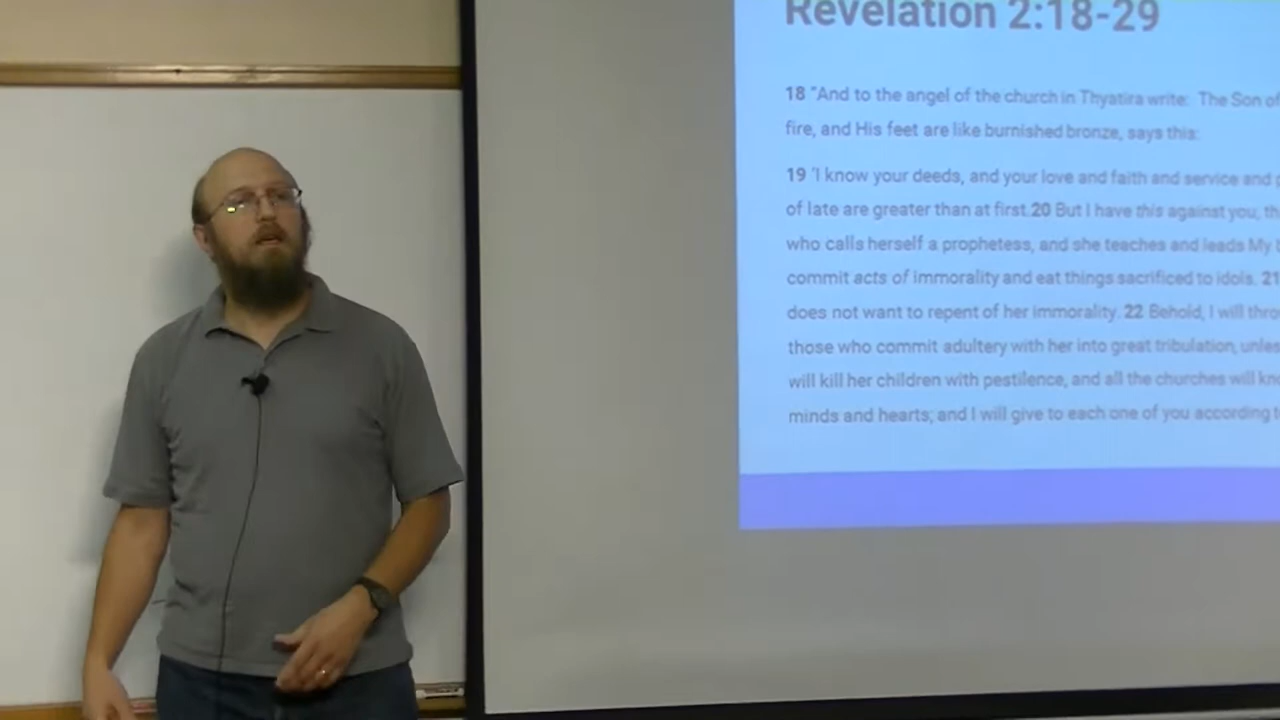 Revelation 2:18-29
18 "And to the angel of the church in Thyatira write: The Son of
fire, and His feet are like burnished bronze, says this:
19 'I know your deeds, and your love and faith and service and
of late are greater than at first.20 But I have this against you,
who calls herself a prophetess, and she teaches and leads My
commit acts of immorality and eat things sacrificed to idols. 21
does not want to repent of her immorality. 22 Behold, I will
those who commit adultery with her into great tribulation,
will kill her children with pestilence, and all the churches will
minds and hearts; and I will give to each one of you according